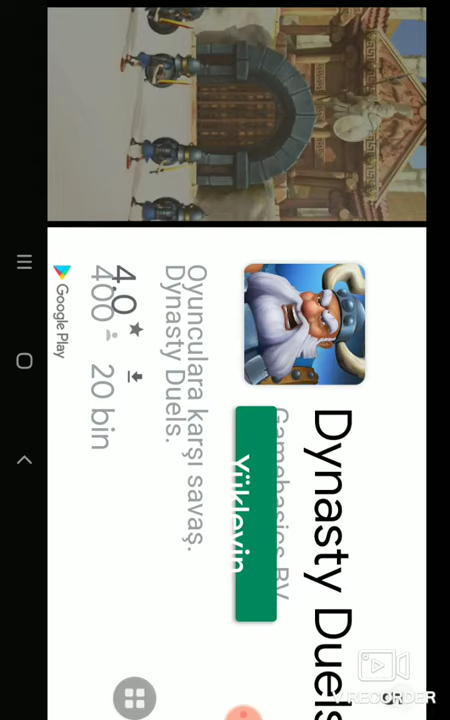 Dynasty Duels
Gamebasics BV
Yükleyin
Oyunculara karşı savaş.
Dynasty Duels.
4.0 ★
400 20 bin
Google Play
V RECORDER